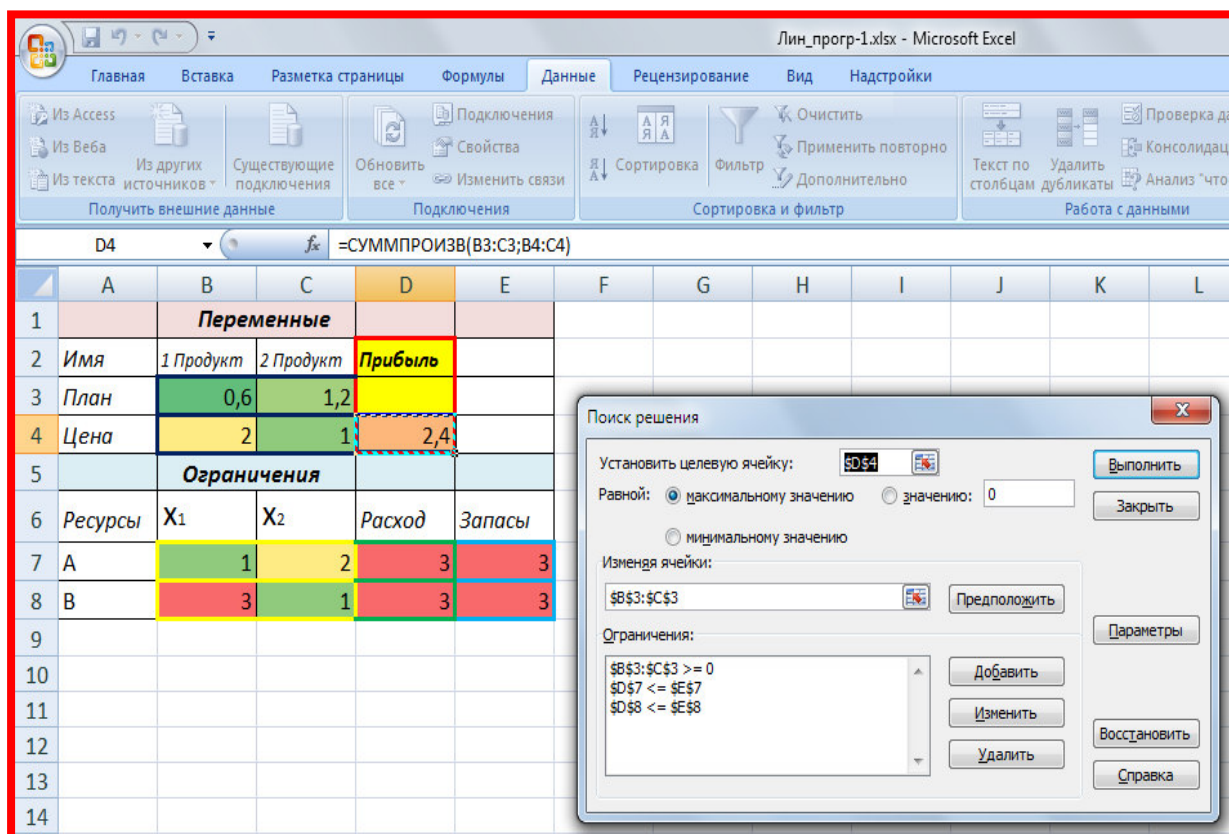 Лин_прогр-1.xlsx - Microsoft Excel
Главная Вставка Разметка страницы Формулы Данные Рецензирование Вид Надстройки
Из Access
Из Веба
Из текста
Из других источников
Существующие подключения
Получить внешние данные
Обновить все
Подключения
Свойства
Изменить связи
Подключения
А Я
Я А
Сортировка
Фильтр
Очистить
Применить повторно
Дополнительно
Сортировка и фильтр
Текст по столбцам
Удалить дубликаты
Проверка да
Консолидац
Анализ "что
Работа с данными
D4 fx =СУММПРОИЗВ(B3:C3;B4:C4)
A B C D E F G H I J K L
1 Переменные
2 Имя 1 Продукт 2 Продукт Прибыль
3 План 0,6 1,2
4 Цена 2 1 2,4
5 Ограничения
6 Ресурсы X1 X2 Расход Запасы
7 А 1 2 3 3
8 В 3 1 3 3
9
10
11
12
13
14
Поиск решения
Установить целевую ячейку: $D$4
Равной: максимальному значению значению: 0
минимальному значению
Изменяя ячейки:
$B$3:$C$3
Предположить
Ограничения:
$B$3:$C$3 >= 0
$D$7 <= $E$7
$D$8 <= $E$8
Добавить
Изменить
Удалить
Выполнить
Закрыть
Параметры
Восстановить
Справка